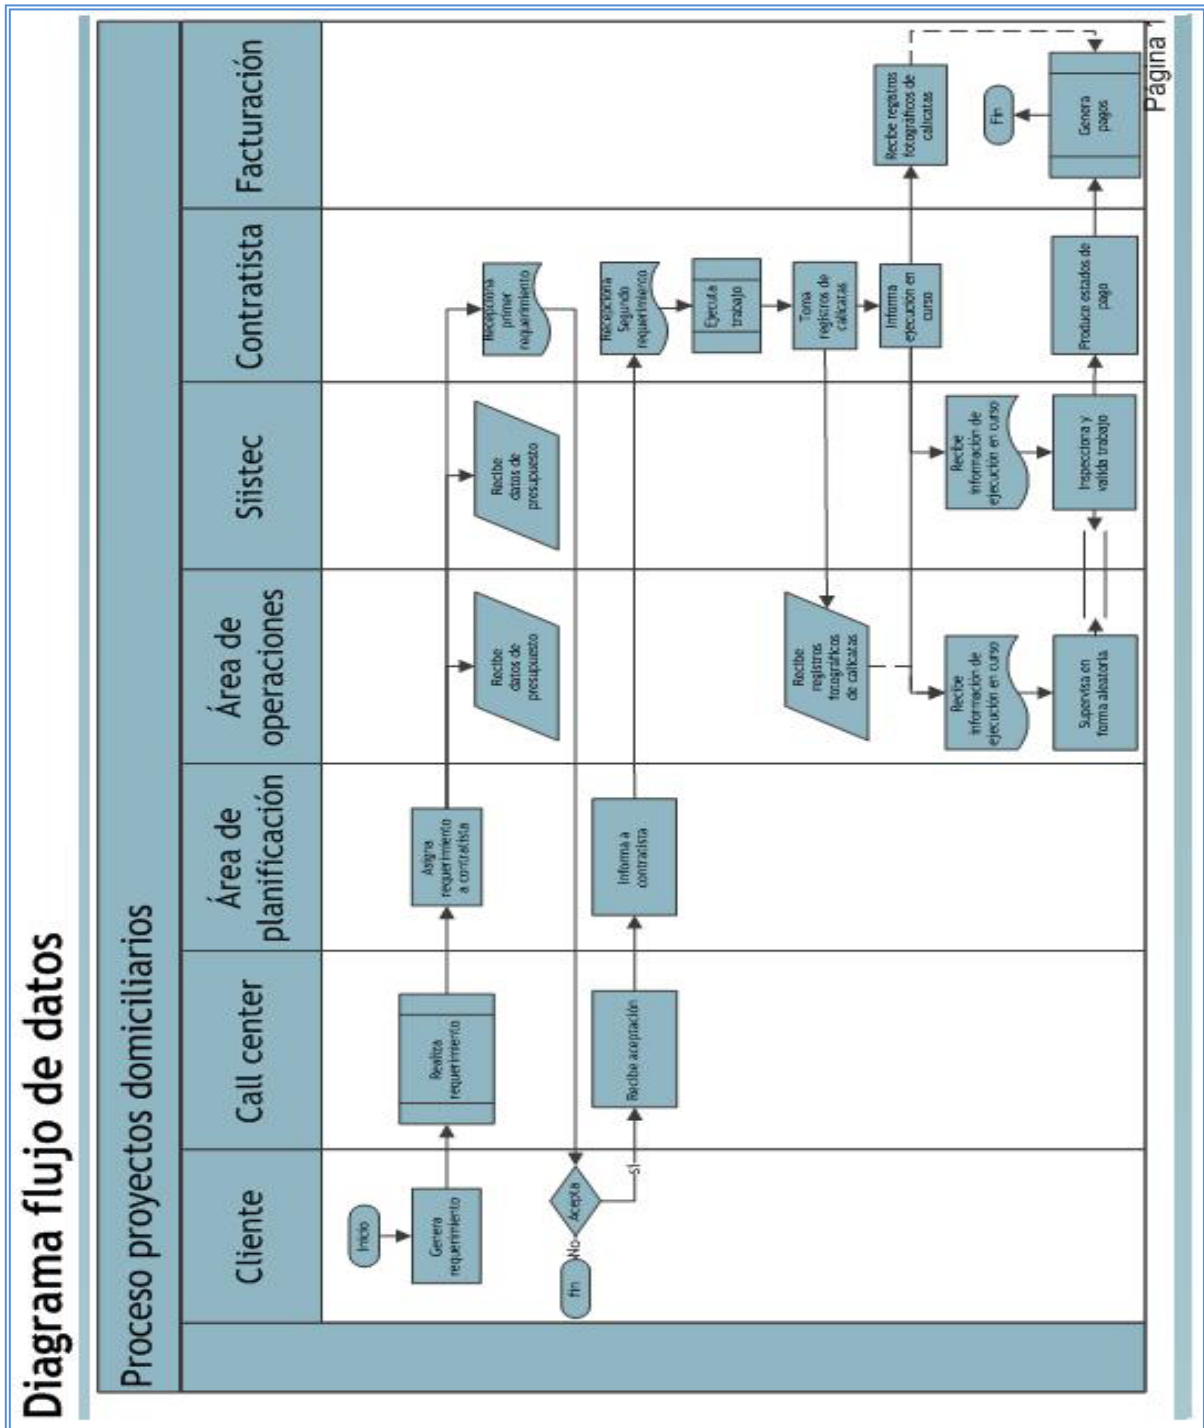 Diagrama flujo de datos
Proceso proyectos domiciliarios
Cliente
Call center
Área de
planificación
Área de
operaciones
Siistec
Contratista
Facturación
Inicio
Genera
requerimiento
Realiza
requerimiento
Asigna
requerimiento
a contratista
Recibe
datos de
presupuesto
Recibe
datos de
presupuesto
Recepciona
primer
requerimiento
Acepta
No
fin
sí
Recibe aceptación
Informa a
contratista
Recepciona
Segundo
requerimiento
Ejecuta
trabajo
Toma
registros de
calicatas
Recibe
registros
fotográficos
de calicatas
Informa
ejecución en
curso
Recibe registros
fotográficos de
calicatas
Recibe
información de
ejecución en curso
Recibe
información de
ejecución en curso
Supervisa en
forma aleatoria
Inspecciona y
valida trabajo
Produce estados de
pago
Genera
pagos
Fin
Página 1